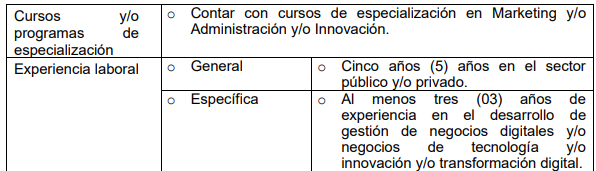 Cursos y/o
programas de
especialización
o Contar con cursos de especialización en Marketing y/o
Administración y/o Innovación.
Experiencia laboral
o General
o Cinco años (5) años en el sector
público y/o privado.
o Específica
o Al menos tres (03) años de
experiencia en el desarrollo de
gestión de negocios digitales y/o
negocios de tecnología y/o
innovación y/o transformación digital.